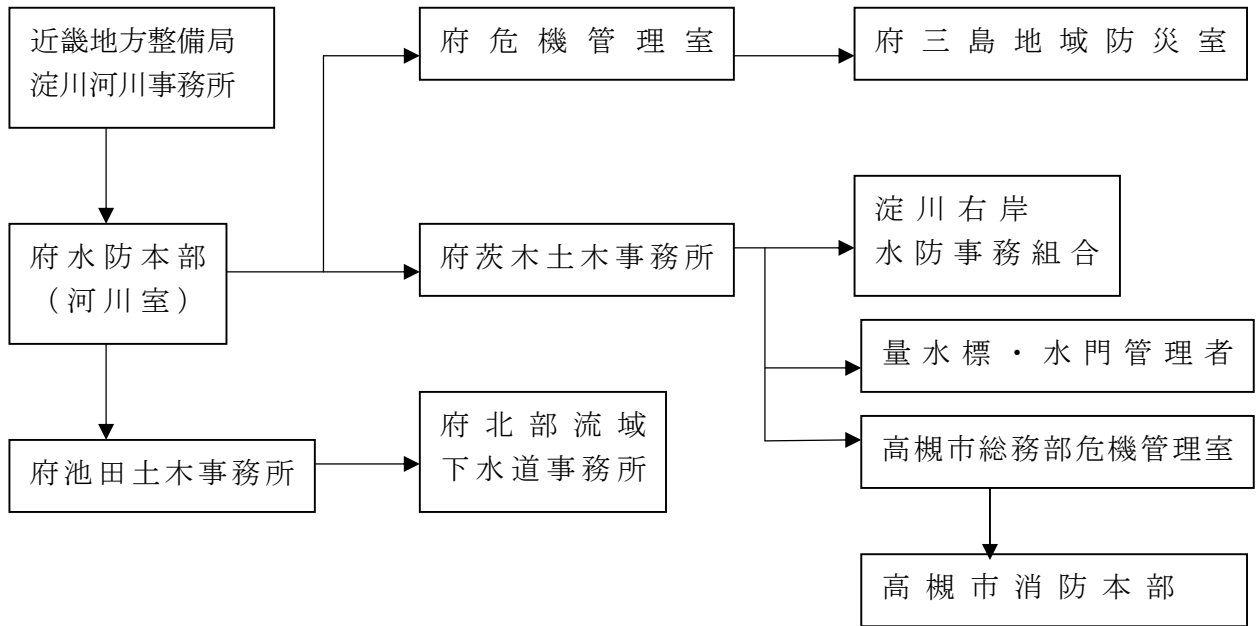 近畿地方整備局
淀川河川事務所
府危機管理室
府三島地域防災室
府水防本部
（河川室）
府茨木土木事務所
淀川右岸
水防事務組合
量水標・水門管理者
高槻市総務部危機管理室
高槻市消防本部
府池田土木事務所
府北部流域
下水道事務所